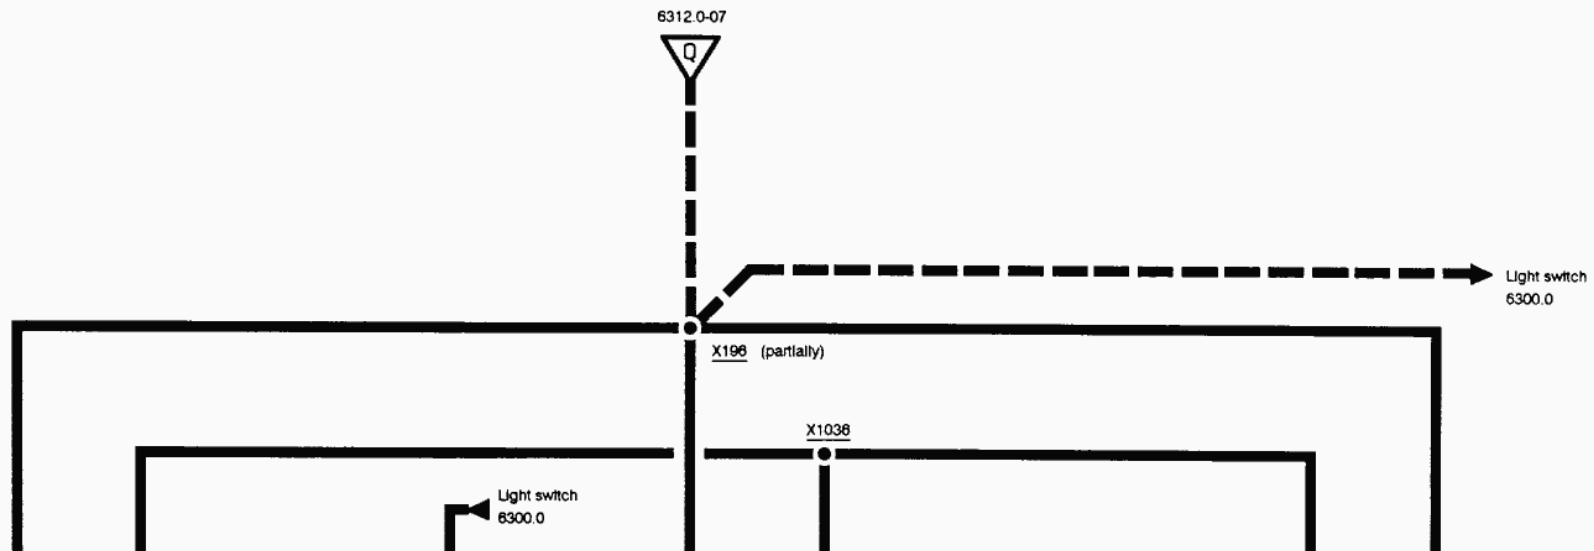 6312.0-07
Q
Light switch
6300.0
X196 (partially)
X1036
Light switch
6300.0